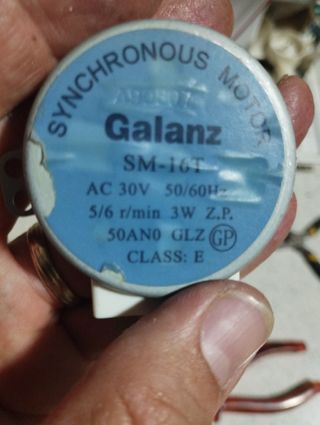 SYNCHRONOUS MOTOR
Galanz
SM-16T
AC 30V 50/60Hz
5/6 r/min 3W Z.P.
50AN0 GLZ GP
CLASS: E